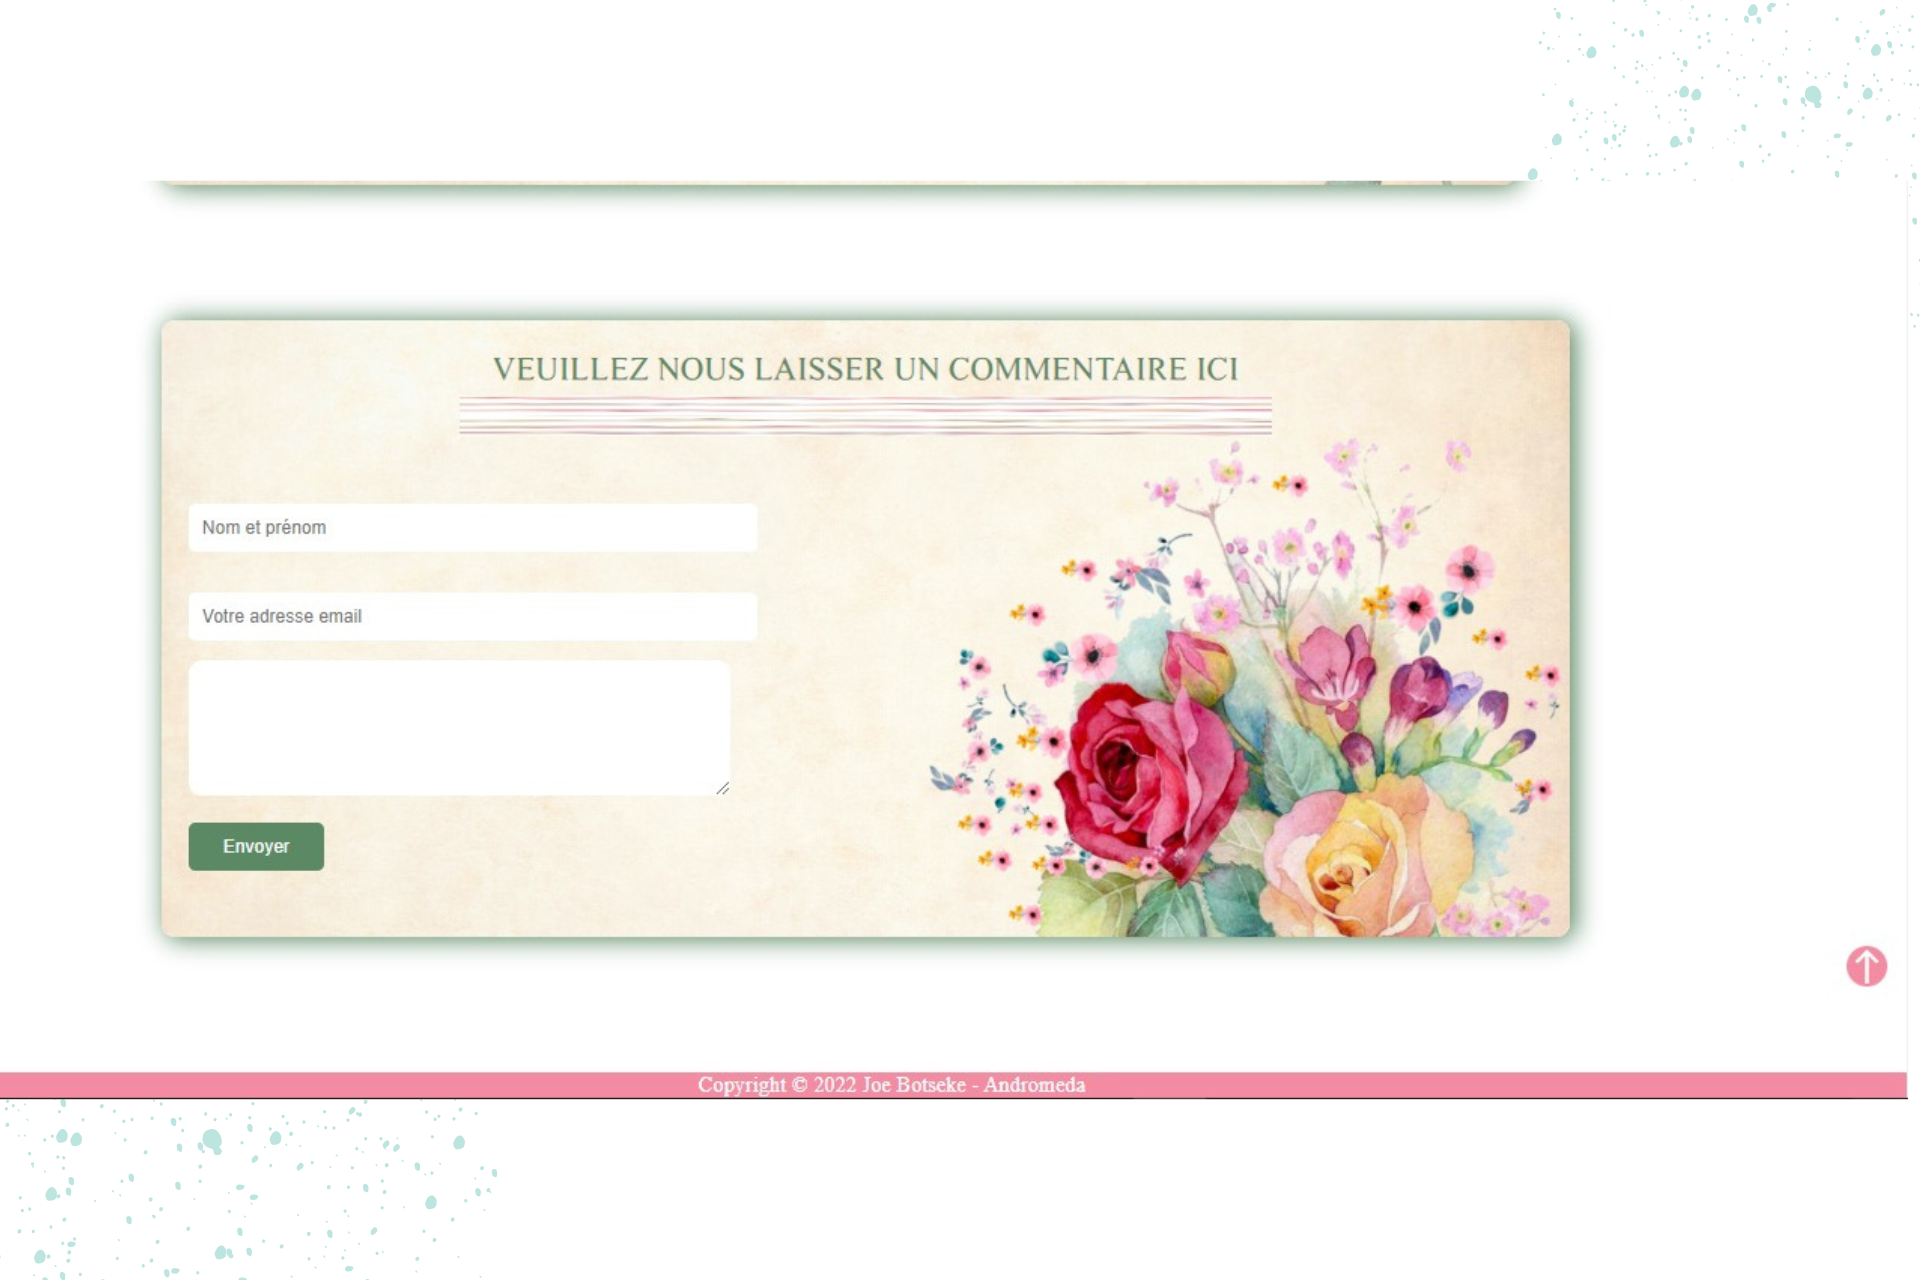 VEUILLEZ NOUS LAISSER UN COMMENTAIRE ICI
Nom et prénom
Votre adresse email
Envoyer
Copyright © 2022 Joe Botseke - Andromeda